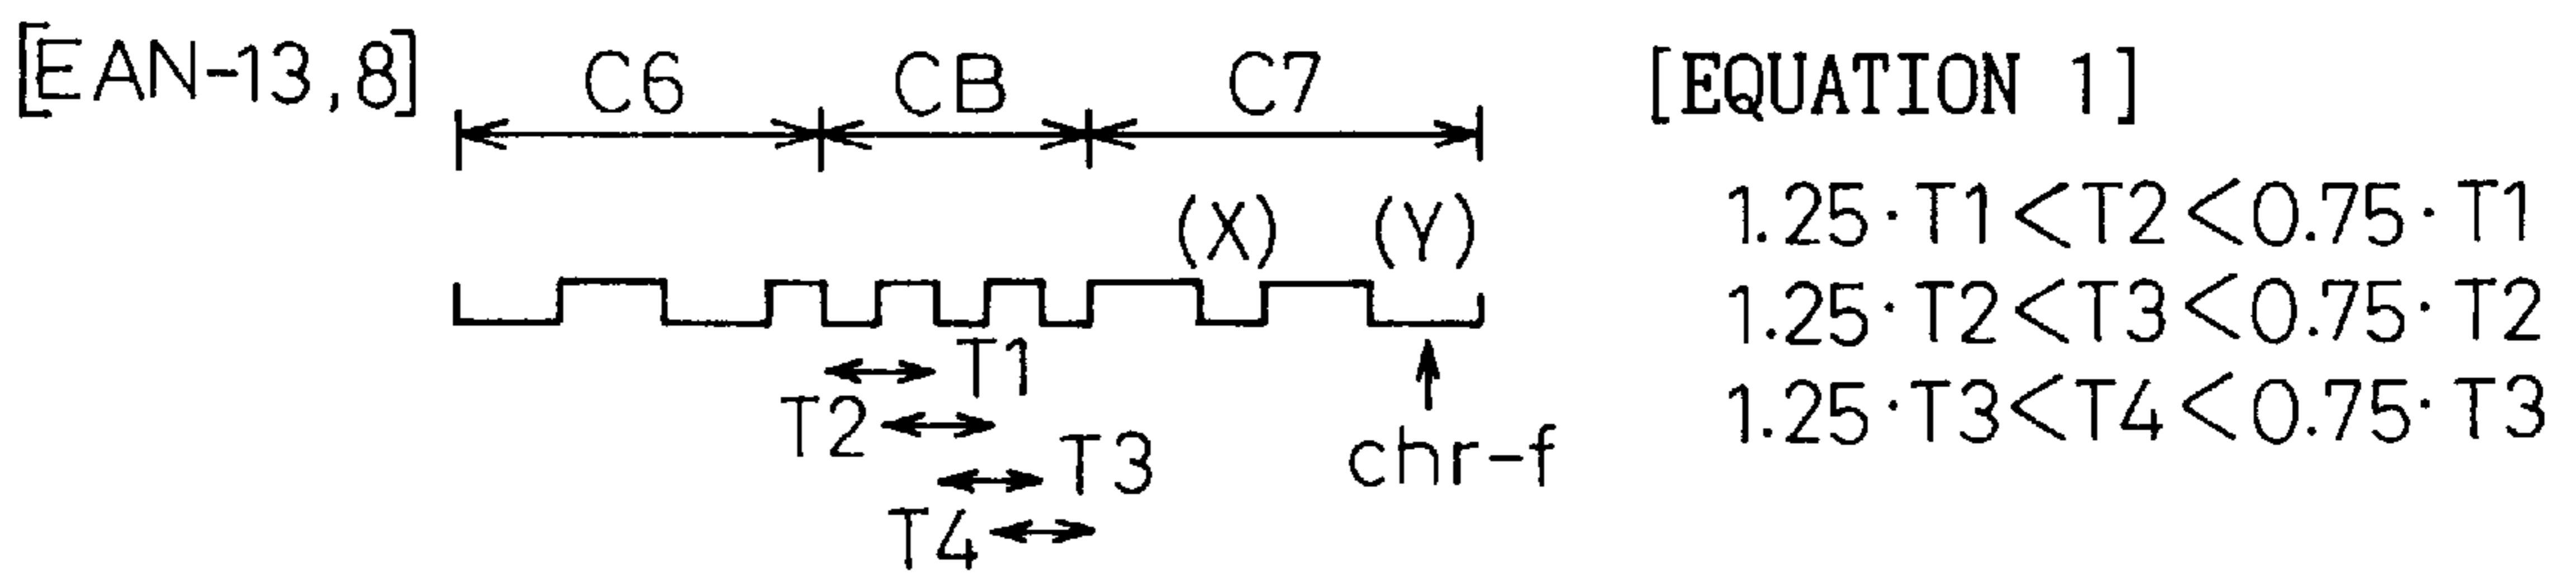 [EAN-13,8]
C6 CB C7
(X) (Y)
T1
T2
T3
T4
chr-f
[EQUATION 1]
1.25·T1<T2<0.75·T1
1.25·T2<T3<0.75·T2
1.25·T3<T4<0.75·T3